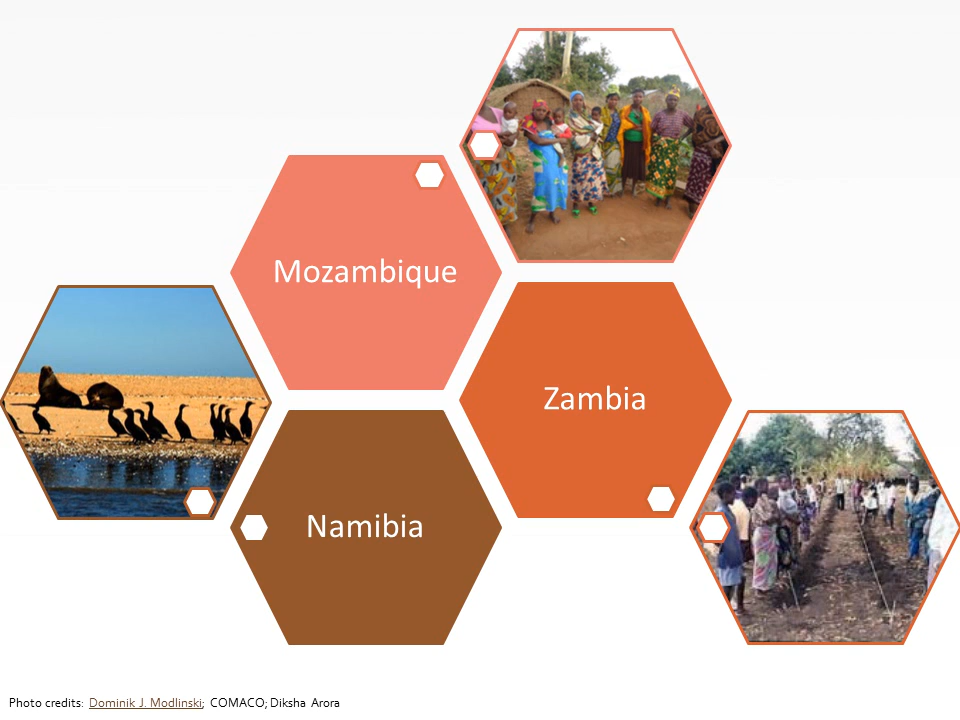 Mozambique
Zambia
Namibia
Photo credits: Dominik J. Modlinski; COMACO; Diksha Arora